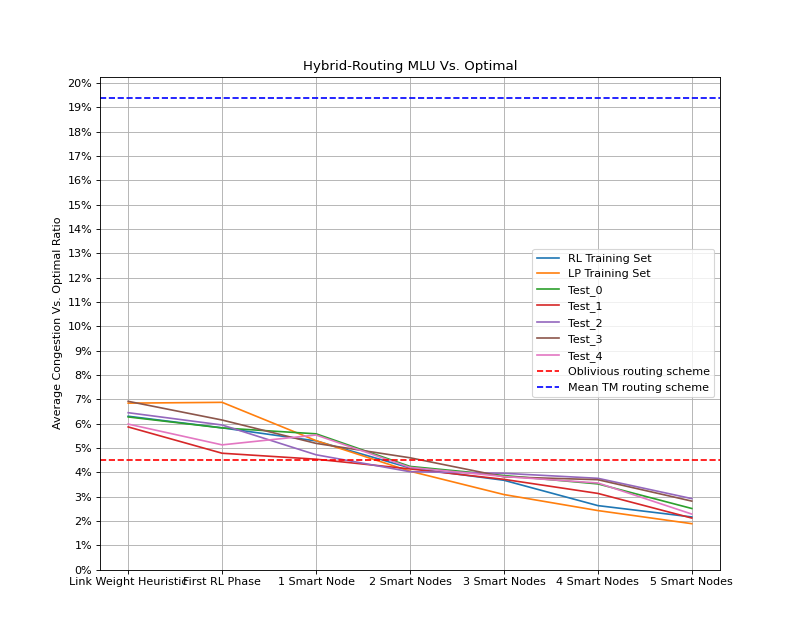 Hybrid-Routing MLU Vs. Optimal
Average Congestion Vs. Optimal Ratio
20%
19%
18%
17%
16%
15%
14%
13%
12%
11%
10%
9%
8%
7%
6%
5%
4%
3%
2%
1%
0%
RL Training Set
LP Training Set
Test_0
Test_1
Test_2
Test_3
Test_4
Oblivious routing scheme
Mean TM routing scheme
Link Weight Heuristic First RL Phase 1 Smart Node 2 Smart Nodes 3 Smart Nodes 4 Smart Nodes 5 Smart Nodes